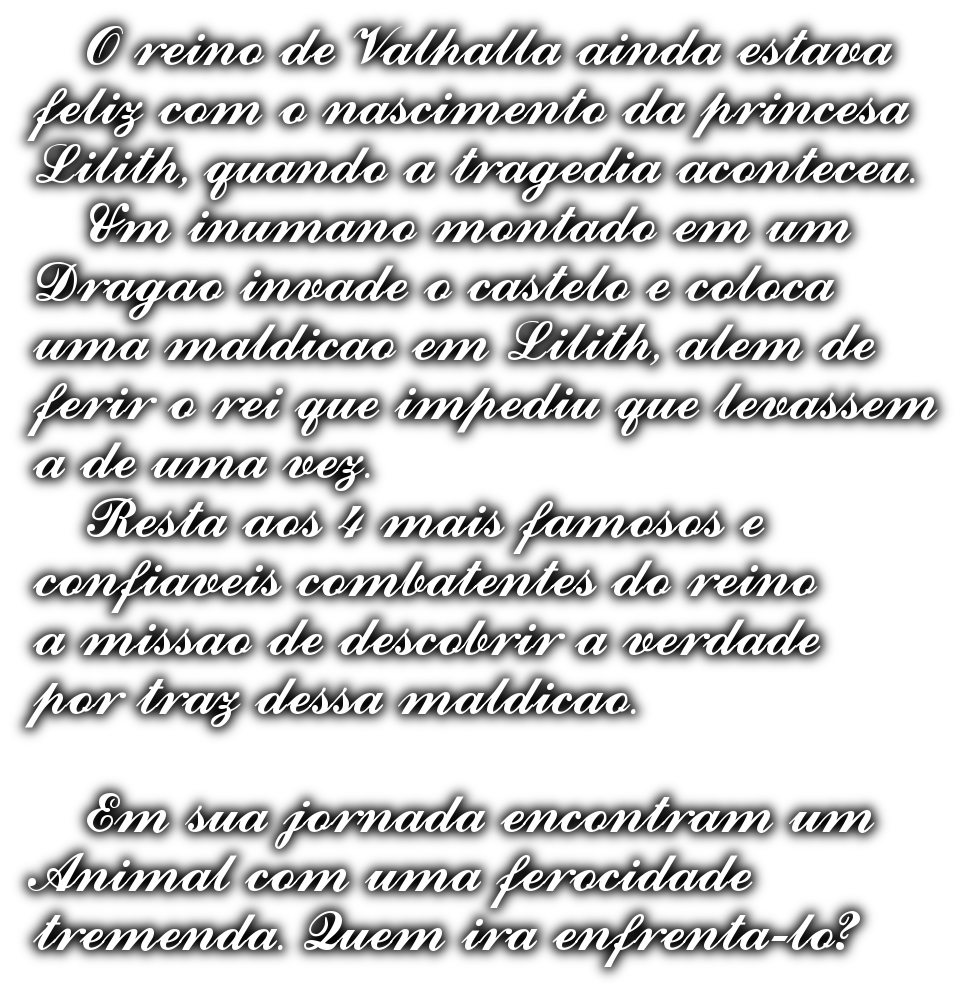 O reino de Valhalla ainda estava
feliz com o nascimento da princesa
Lilith, quando a tragedia aconteceu.
Um inumano montado em um
Dragao invade o castelo e coloca
uma maldicao em Lilith, alem de
ferir o rei que impediu que levassem
a de uma vez.
Resta aos 4 mais famosos e
confiaveis combatentes do reino
a missao de descobrir a verdade
por traz dessa maldicao.
Em sua jornada encontram um
Animal com uma ferocidade
tremenda. Quem ira enfrenta-lo?